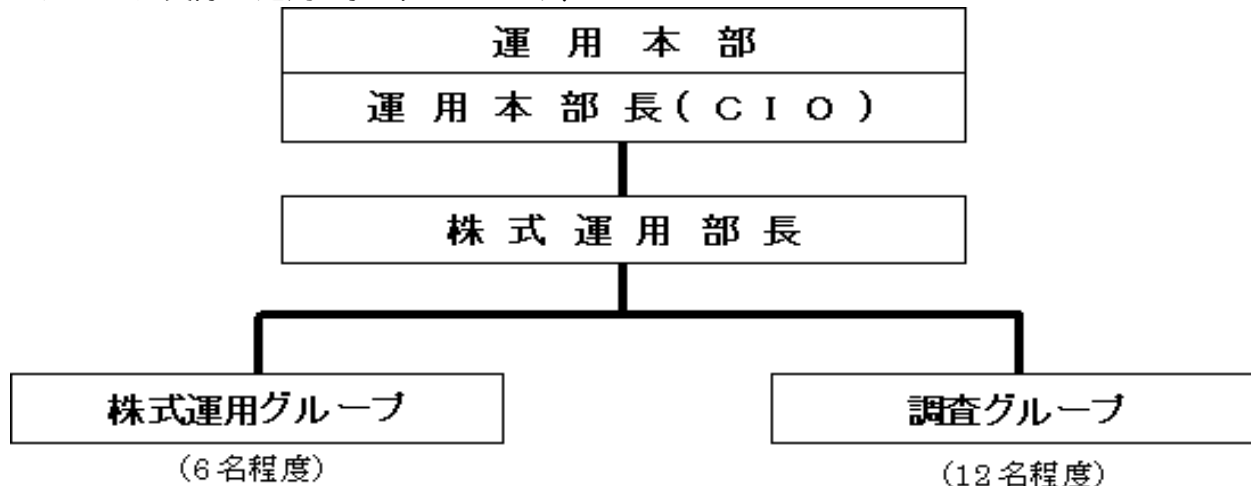 運用本部
運用本部長(CIO)
株式運用部長
株式運用グループ
調査グループ
(6名程度)
(12名程度)